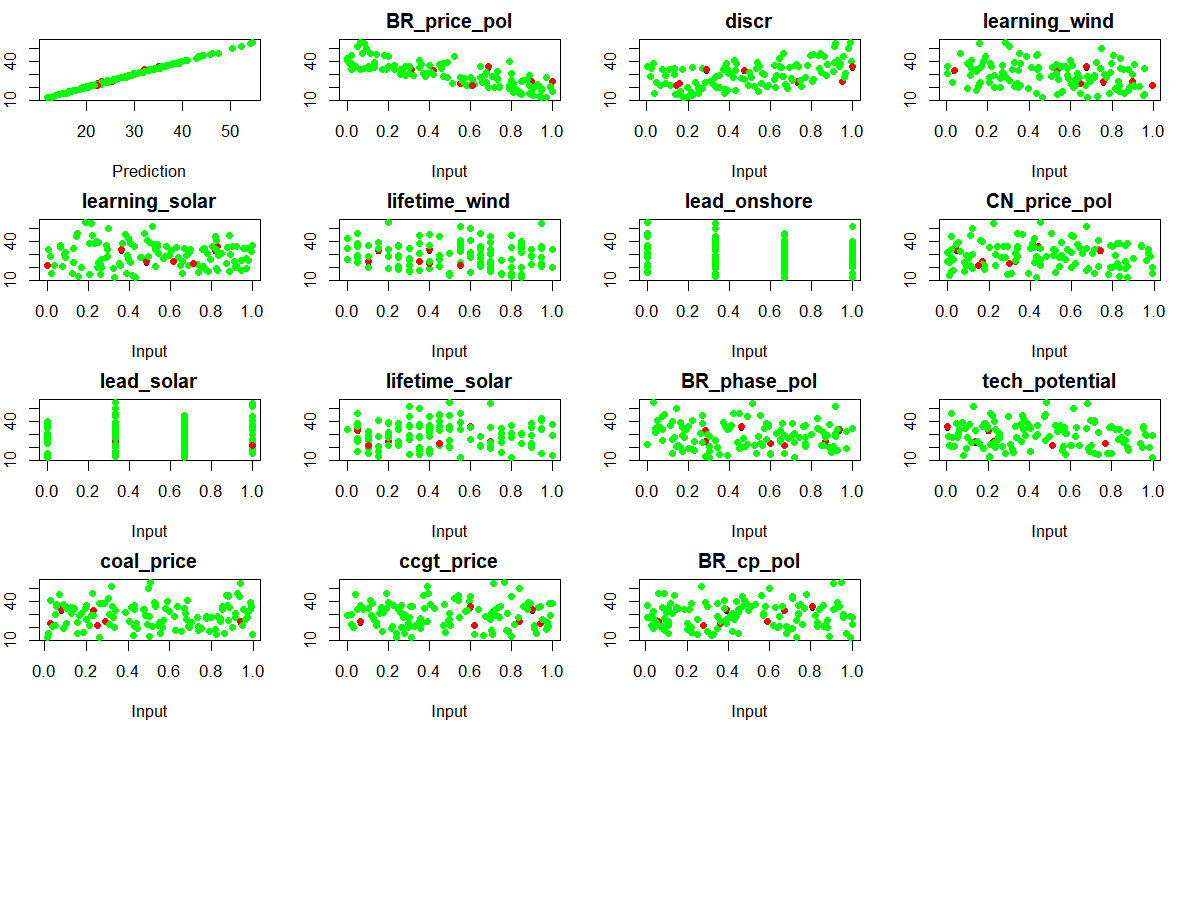 BR_price_pol discr learning_wind
40 40 40 40
10 10 10 10
20 30 40 50 0.0 0.2 0.4 0.6 0.8 1.0 0.0 0.2 0.4 0.6 0.8 1.0 0.0 0.2 0.4 0.6 0.8 1.0
Prediction Input Input Input
learning_solar lifetime_wind lead_onshore CN_price_pol
40 40 40 40
10 10 10 10
0.0 0.2 0.4 0.6 0.8 1.0 0.0 0.2 0.4 0.6 0.8 1.0 0.0 0.2 0.4 0.6 0.8 1.0 0.0 0.2 0.4 0.6 0.8 1.0
Input Input Input Input
lead_solar lifetime_solar BR_phase_pol tech_potential
40 40 40 40
10 10 10 10
0.0 0.2 0.4 0.6 0.8 1.0 0.0 0.2 0.4 0.6 0.8 1.0 0.0 0.2 0.4 0.6 0.8 1.0 0.0 0.2 0.4 0.6 0.8 1.0
Input Input Input Input
coal_price ccgt_price BR_cp_pol
40 40 40
10 10 10
0.0 0.2 0.4 0.6 0.8 1.0 0.0 0.2 0.4 0.6 0.8 1.0 0.0 0.2 0.4 0.6 0.8 1.0
Input Input Input